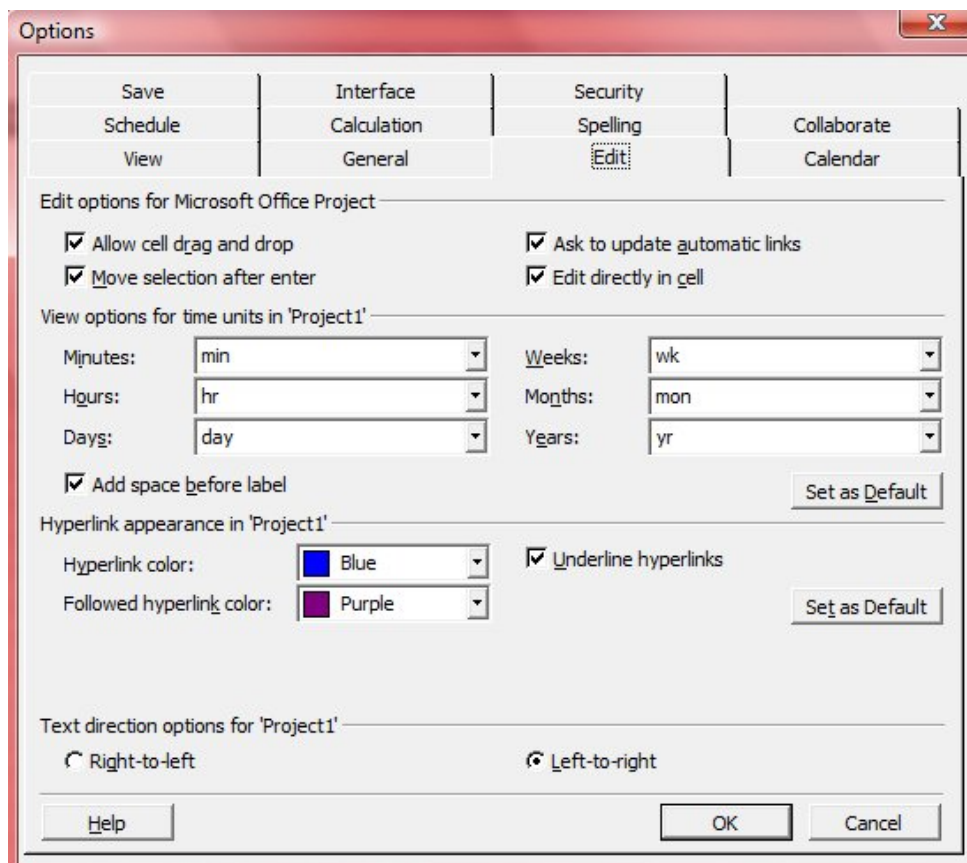 Options
Save Interface Security
Schedule Calculation Spelling Collaborate
View General Edit Calendar
Edit options for Microsoft Office Project
Allow cell drag and drop Ask to update automatic links
Move selection after enter Edit directly in cell
View options for time units in 'Project1'
Minutes: min Weeks: wk
Hours: hr Months: mon
Days: day Years: yr
Add space before label Set as Default
Hyperlink appearance in 'Project1'
Hyperlink color: Blue Underline hyperlinks
Followed hyperlink color: Purple Set as Default
Text direction options for 'Project1'
Right-to-left Left-to-right
Help OK Cancel